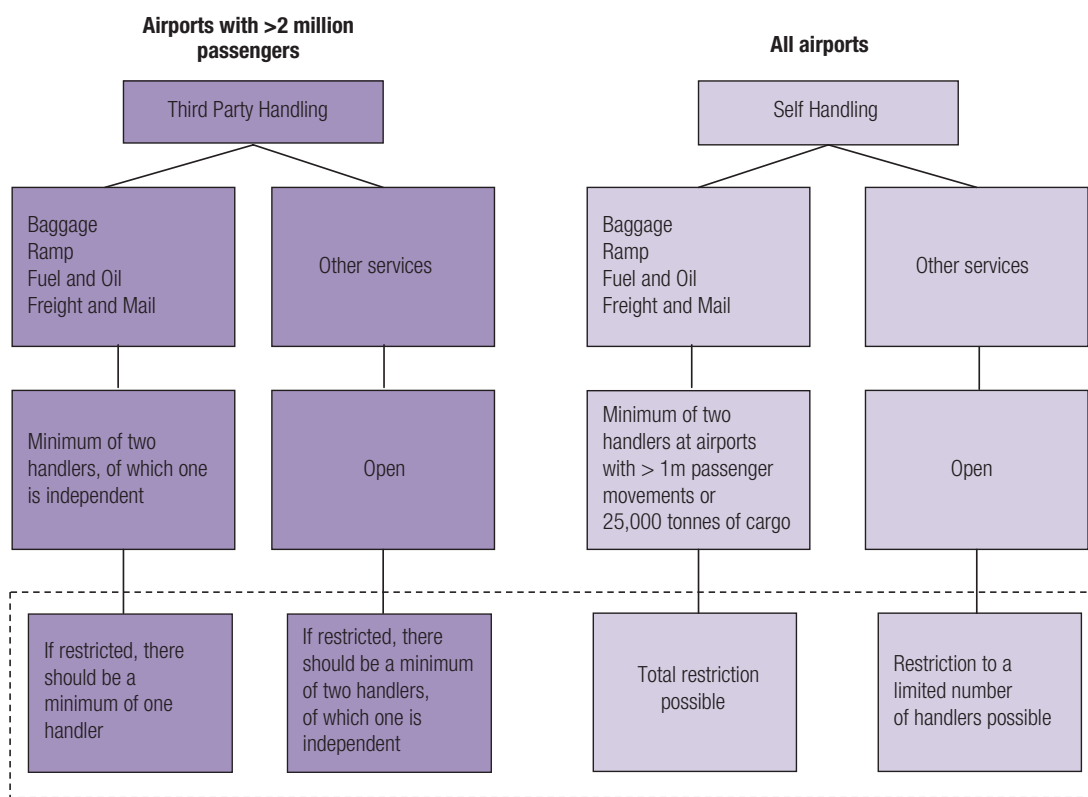 Airports with >2 million
passengers
All airports
Third Party Handling
Self Handling
Baggage
Ramp
Fuel and Oil
Freight and Mail
Other services
Baggage
Ramp
Fuel and Oil
Freight and Mail
Other services
Minimum of two
handlers, of which one
is independent
Open
Minimum of two
handlers at airports
with > 1m passenger
movements or
25,000 tonnes of cargo
Open
If restricted, there
should be a
minimum of one
handler
If restricted, there
should be a minimum
of two handlers,
of which one is
independent
Total restriction
possible
Restriction to a
limited number
of handlers possible